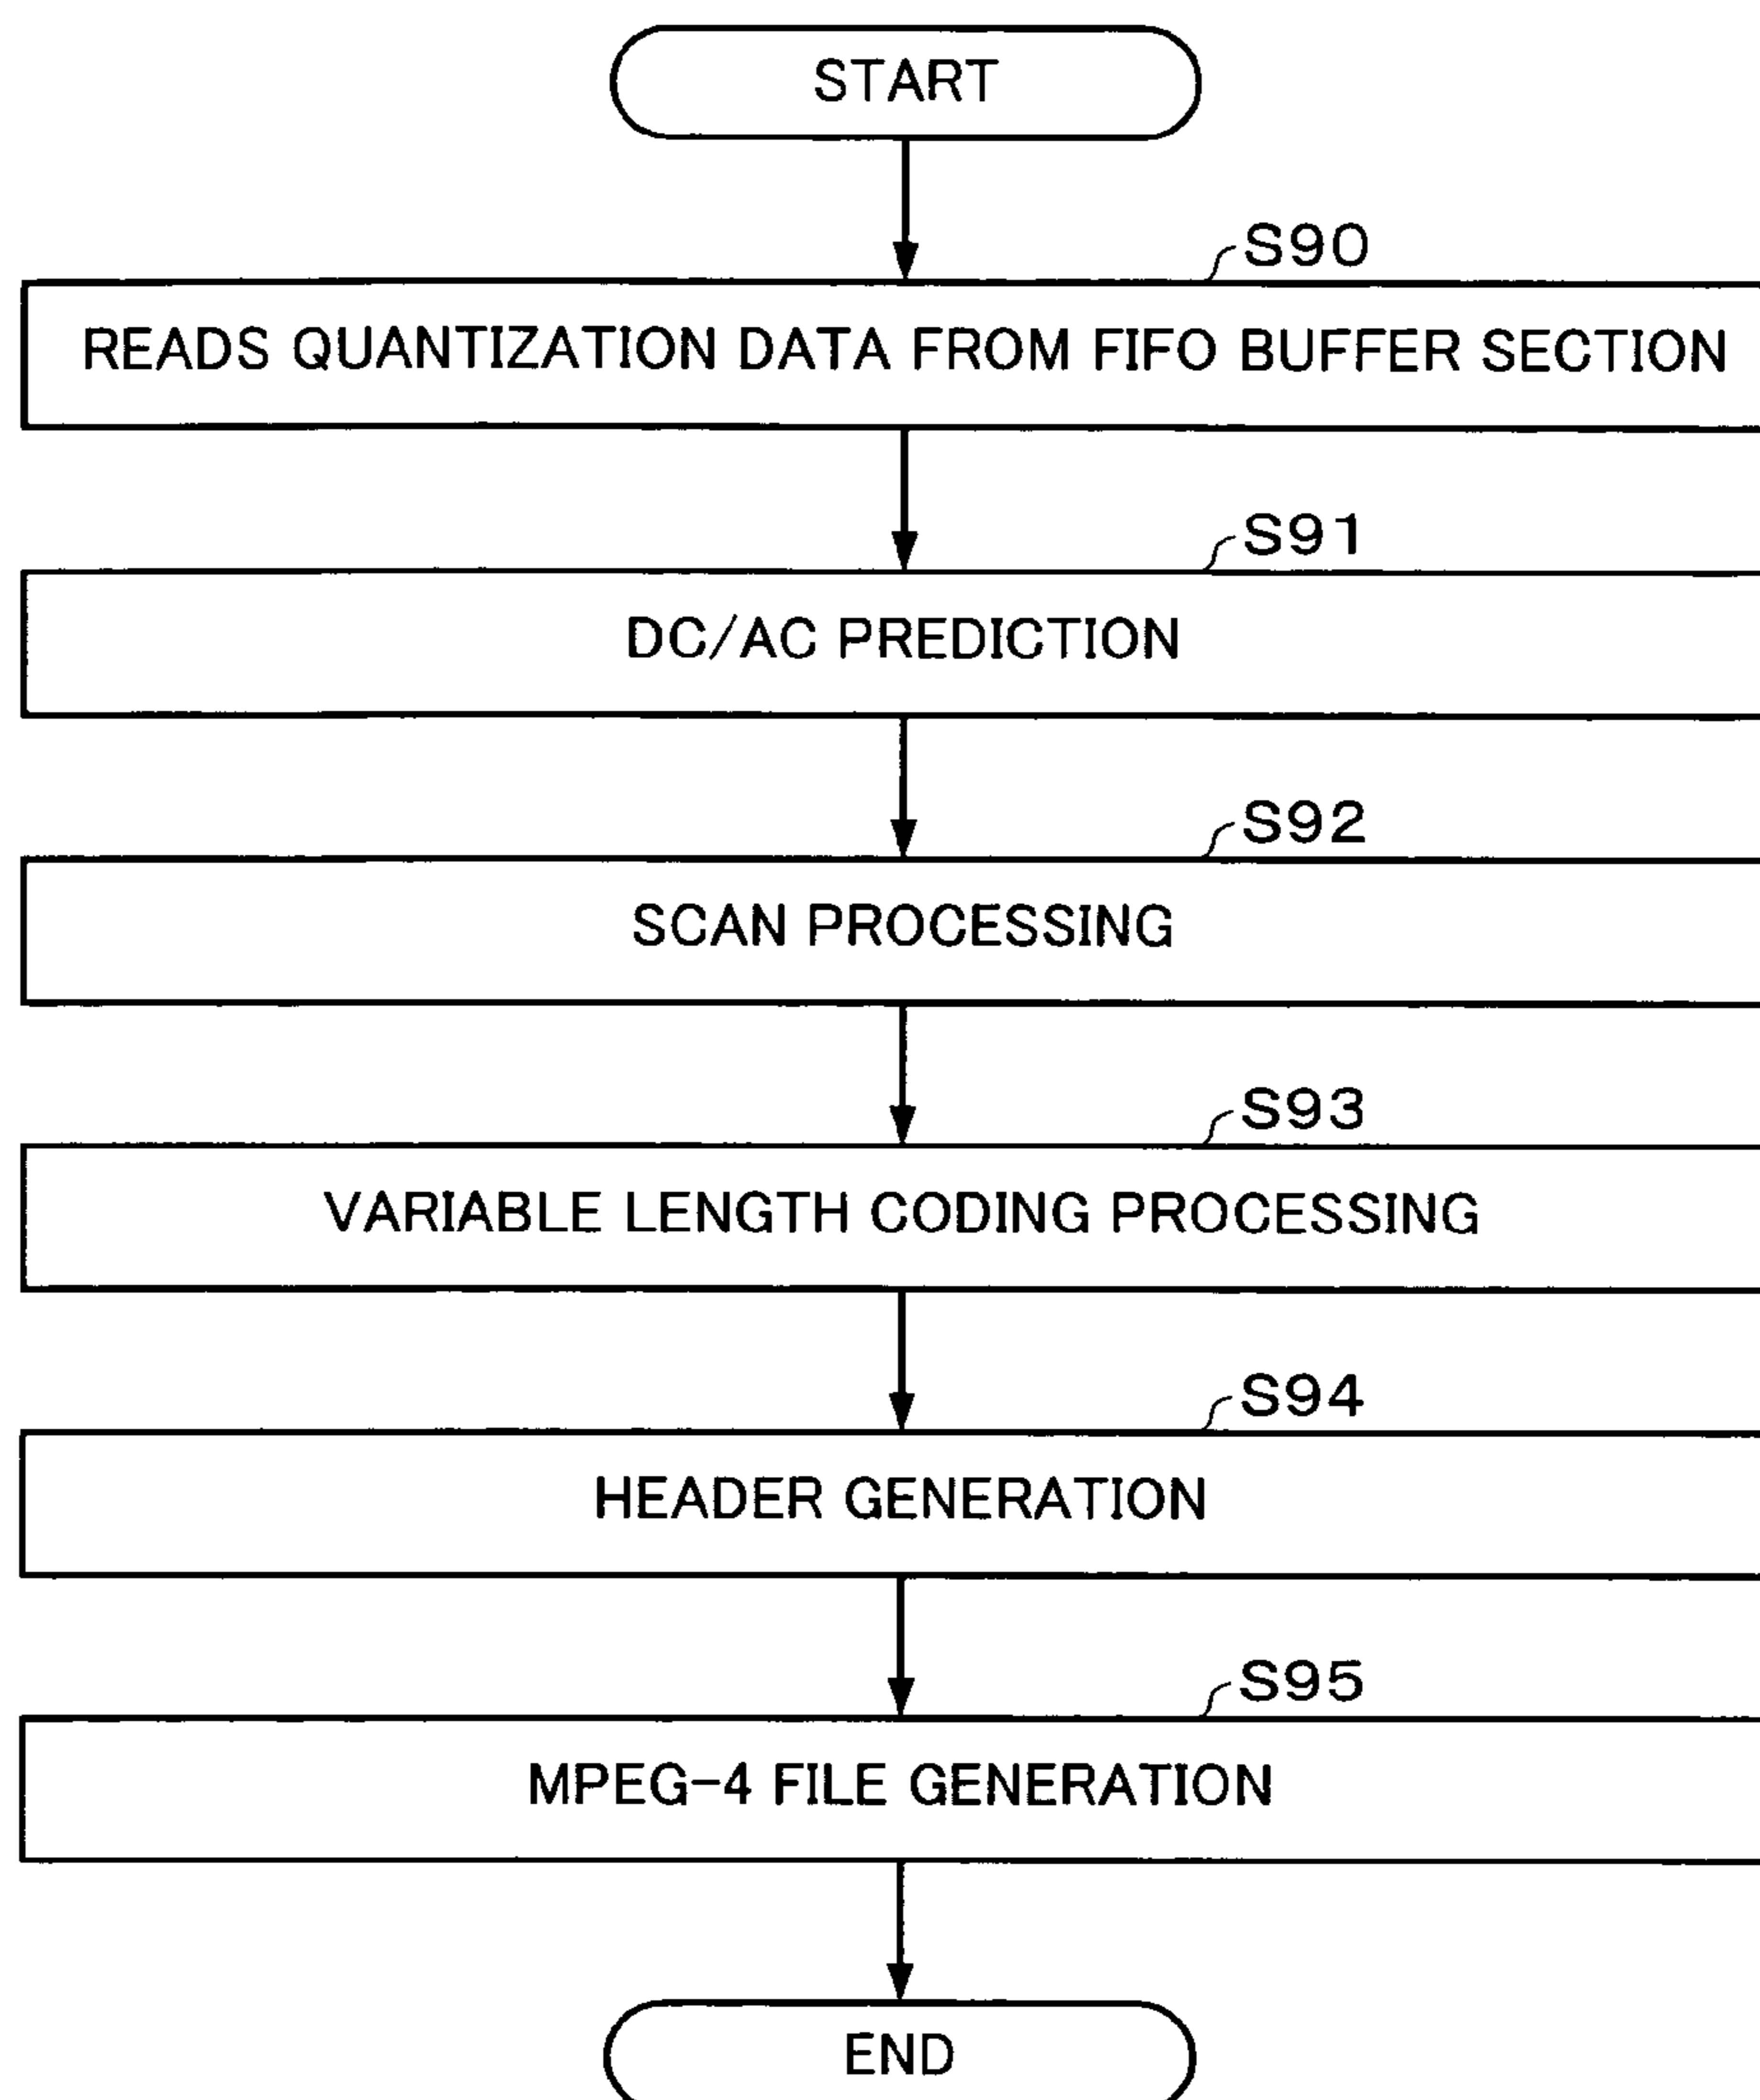 START
S90
READS QUANTIZATION DATA FROM FIFO BUFFER SECTION
S91
DC/AC PREDICTION
S92
SCAN PROCESSING
S93
VARIABLE LENGTH CODING PROCESSING
S94
HEADER GENERATION
S95
MPEG-4 FILE GENERATION
END